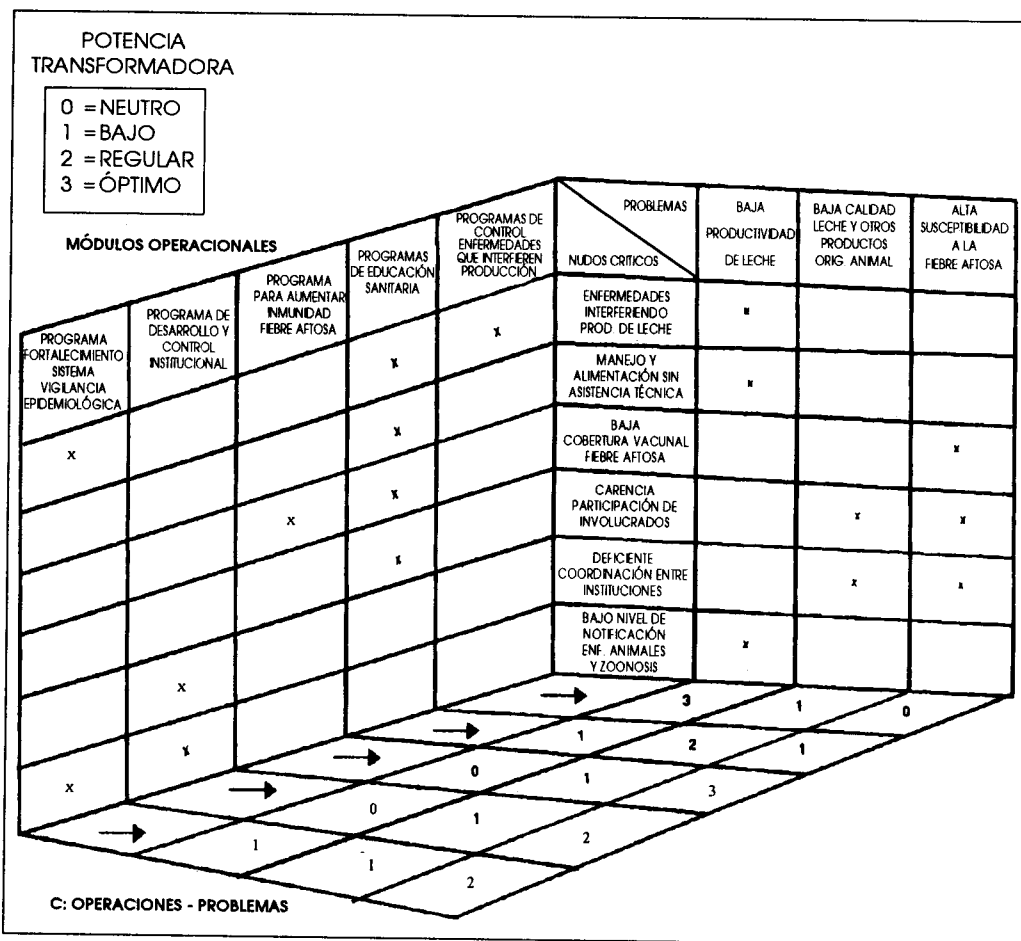 POTENCIA
TRANSFORMADORA
0 = NEUTRO
1 = BAJO
2 = REGULAR
3 = ÓPTIMO
MÓDULOS OPERACIONALES
PROGRAMA
FORTALECIMIENTO
SISTEMA
VIGILANCIA
EPIDEMIOLÓGICA
PROGRAMA DE
DESARROLLO Y
CONTROL
INSTITUCIONAL
PROGRAMA
PARA AUMENTAR
INMUNIDAD
FIEBRE AFTOSA
PROGRAMAS
DE EDUCACIÓN
SANITARIA
PROGRAMAS DE
CONTROL
ENFERMEDADES
QUE INTERFIEREN
PRODUCCIÓN
PROBLEMAS
NUDOS CRITICOS
BAJA
PRODUCTIVIDAD
DE LECHE
BAJA CALIDAD
LECHE Y OTROS
PRODUCTOS
ORIG. ANIMAL
ALTA
SUSCEPTIBILIDAD
A LA
FIEBRE AFTOSA
ENFERMEDADES
INTERFERIENDO
PROD. DE LECHE
x
MANEJO Y
ALIMENTACIÓN SIN
ASISTENCIA TÉCNICA
x
BAJA
COBERTURA VACUNAL
FIEBRE AFTOSA
x
CARENCIA
PARTICIPACIÓN DE
INVOLUCRADOS
x x
DEFICIENTE
COORDINACIÓN ENTRE
INSTITUCIONES
x x
BAJO NIVEL DE
NOTIFICACIÓN
ENF. ANIMALES
Y ZOONOSIS
x
x
x
x
x
x
x
x
x
x
x
3 1 0
1 2 1
0 1 3
0 1 2
1 1 2
C: OPERACIONES - PROBLEMAS